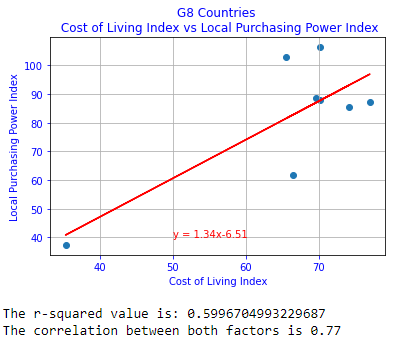 G8 Countries
Cost of Living Index vs Local Purchasing Power Index
Local Purchasing Power Index
100
90
80
70
60
50
40
y = 1.34x-6.51
40
50
60
70
Cost of Living Index
The r-squared value is: 0.5996704993229687
The correlation between both factors is 0.77